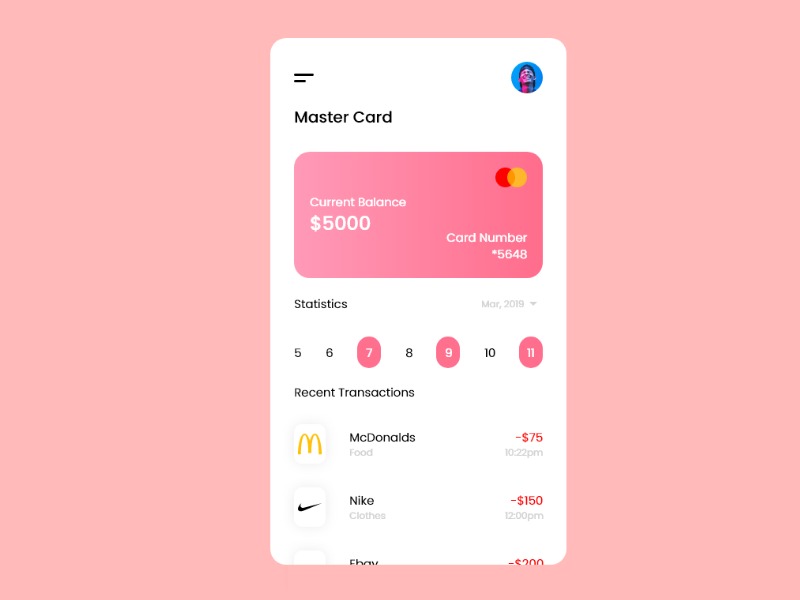 Master Card
Current Balance
$5000
Card Number
*5648
Statistics Mar, 2019
5 6 7 8 9 10 11
Recent Transactions
McDonalds -$75
Food 10:22pm
Nike -$150
Clothes 12:00pm
Ebay -$200